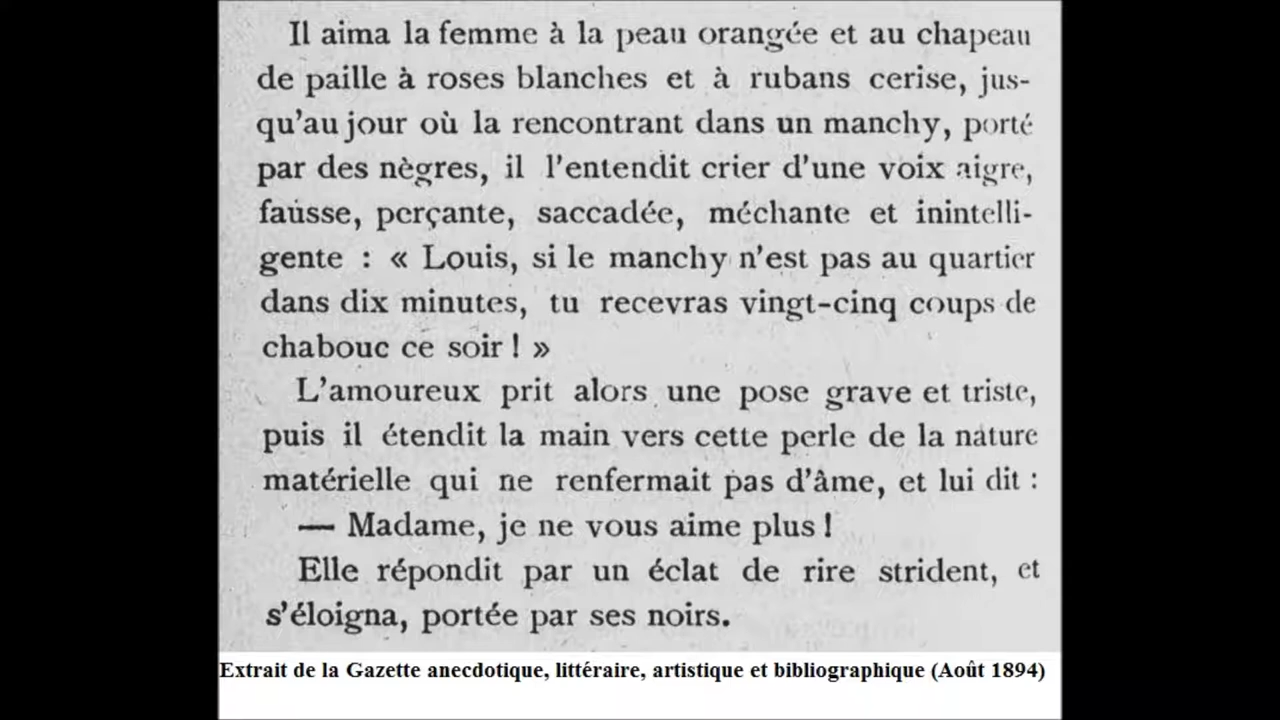 Il aima la femme à la peau orangée et au chapeau
de paille à roses blanches et à rubans cerise, jus-
qu'au jour où la rencontrant dans un manchy, porté
par des nègres, il l'entendit crier d'une voix aigre,
fausse, perçante, saccadée, méchante et inintelli-
gente : « Louis, si le manchy n'est pas au quartier
dans dix minutes, tu recevras vingt-cinq coups de
chabouc ce soir ! »
L'amoureux prit alors une pose grave et triste,
puis il étendit la main vers cette perle de la nature
matérielle qui ne renfermait pas d'âme, et lui dit :
— Madame, je ne vous aime plus !
Elle répondit par un éclat de rire strident, et
s'éloigna, portée par ses noirs.
Extrait de la Gazette anecdotique, littéraire, artistique et bibliographique (Août 1894)